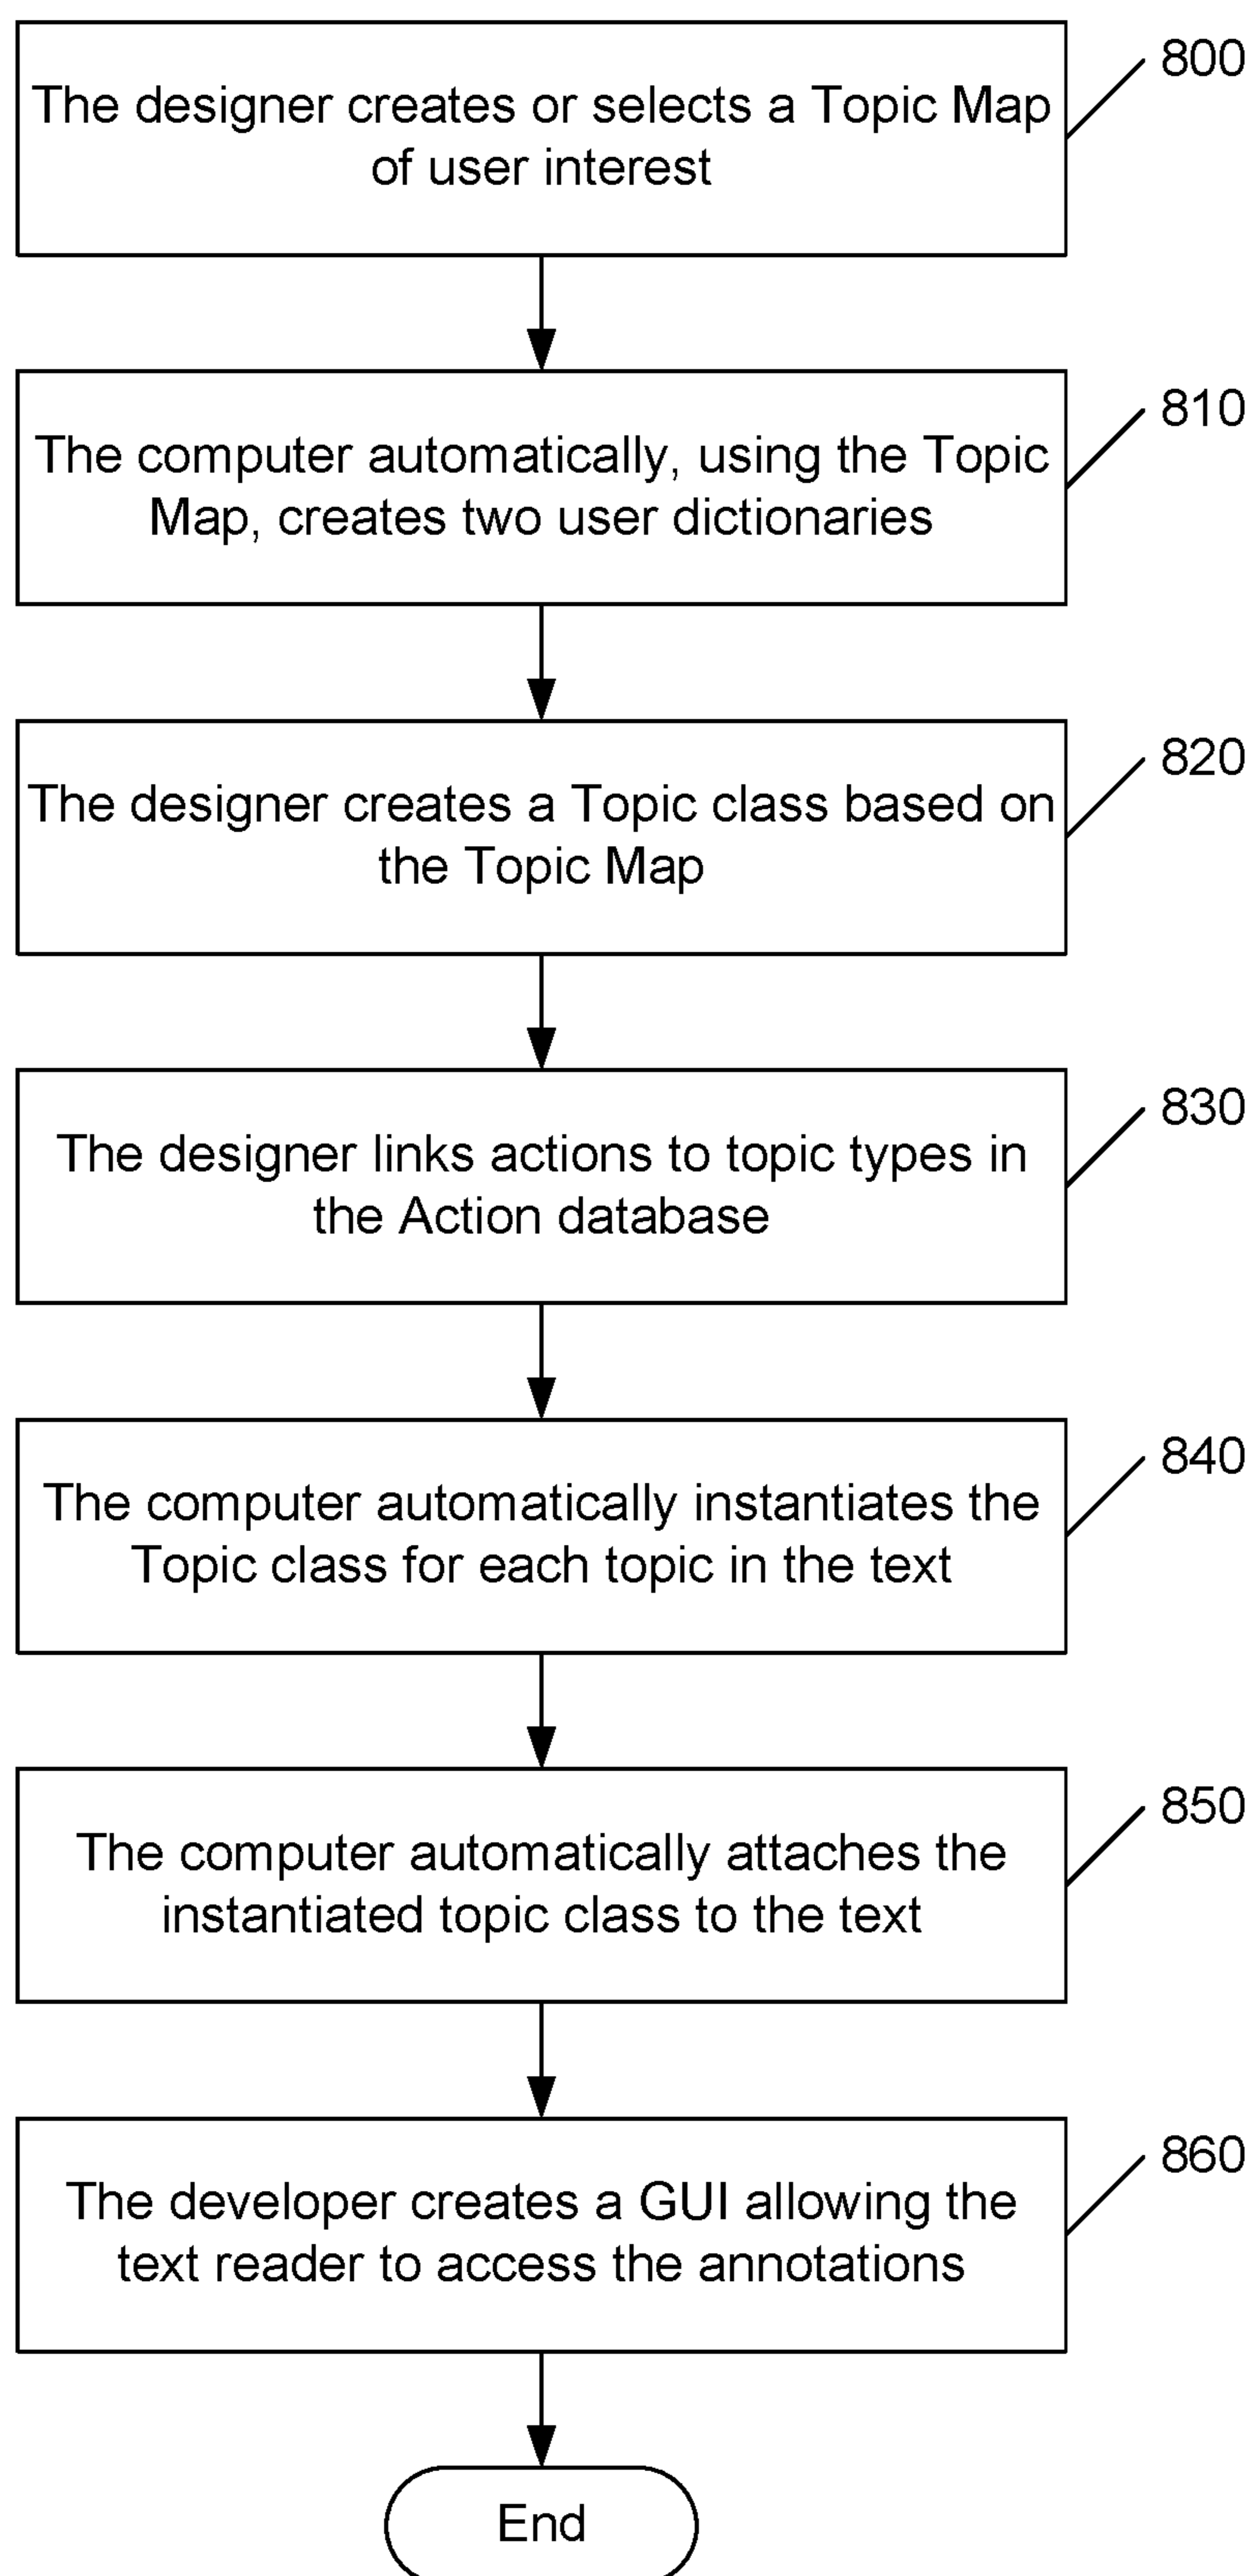 The designer creates or selects a Topic Map
of user interest
800
The computer automatically, using the Topic
Map, creates two user dictionaries
810
The designer creates a Topic class based on
the Topic Map
820
The designer links actions to topic types in
the Action database
830
The computer automatically instantiates the
Topic class for each topic in the text
840
The computer automatically attaches the
instantiated topic class to the text
850
The developer creates a GUI allowing the
text reader to access the annotations
860
End